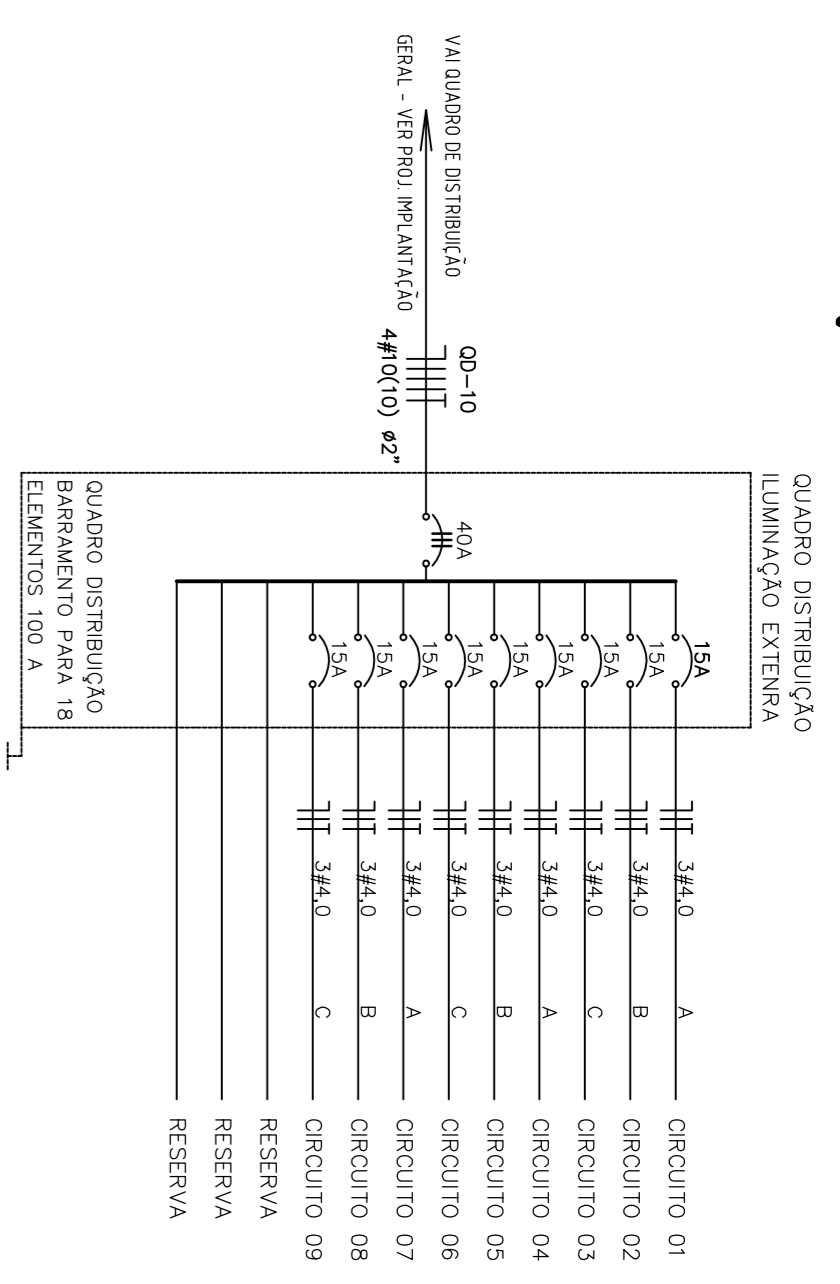 QUADRO DISTRIBUIÇÃO
ILUMINAÇÃO EXTENRA
VAI QUADRO DE DISTRIBUIÇÃO
GERAL - VER PROJ. IMPLANTAÇÃO
QD-10
4#10(10) ø2"
40A
15A
3#4,0
A
CIRCUITO 01
15A
3#4,0
B
CIRCUITO 02
15A
3#4,0
C
CIRCUITO 03
15A
3#4,0
A
CIRCUITO 04
15A
3#4,0
B
CIRCUITO 05
15A
3#4,0
C
CIRCUITO 06
15A
3#4,0
A
CIRCUITO 07
15A
3#4,0
B
CIRCUITO 08
15A
3#4,0
C
CIRCUITO 09
RESERVA
RESERVA
RESERVA
QUADRO DISTRIBUIÇÃO
BARRAMENTO PARA 18
ELEMENTOS 100 A